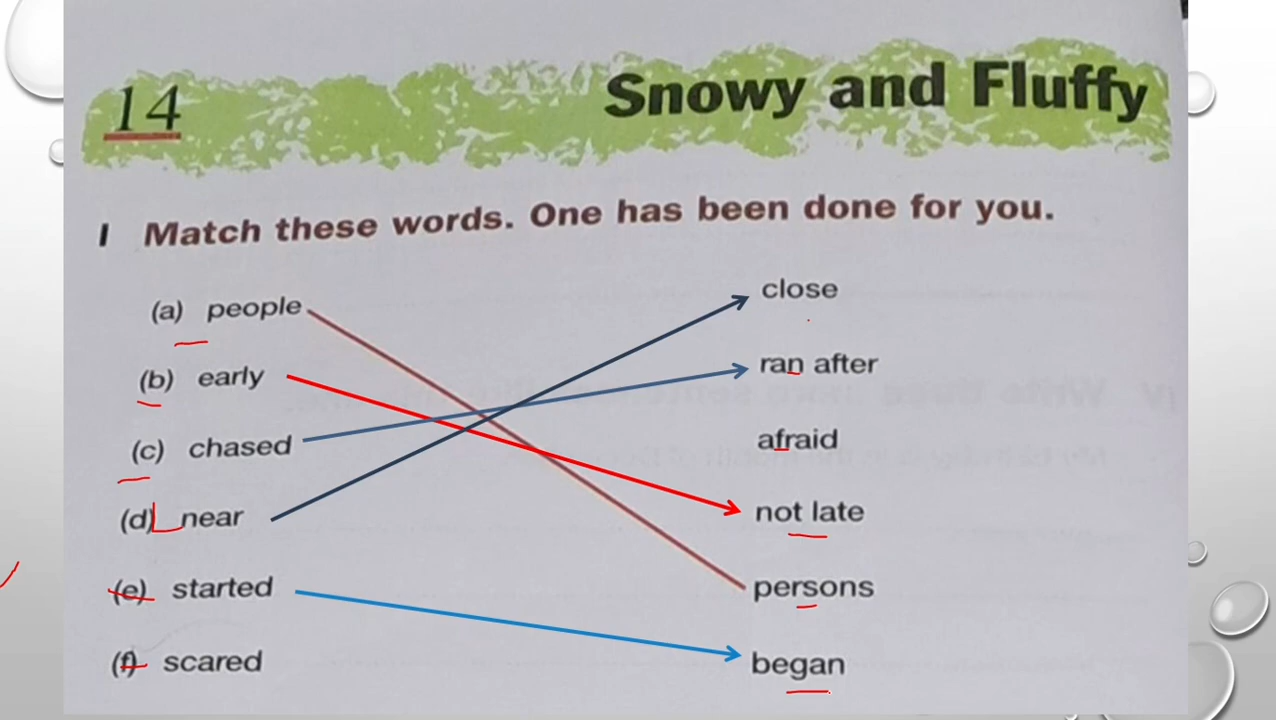 14
Snowy and Fluffy
I Match these words. One has been done for you.
(a) people
close
(b) early
ran after
(c) chased
afraid
(d) near
not late
(e) started
persons
(f) scared
began